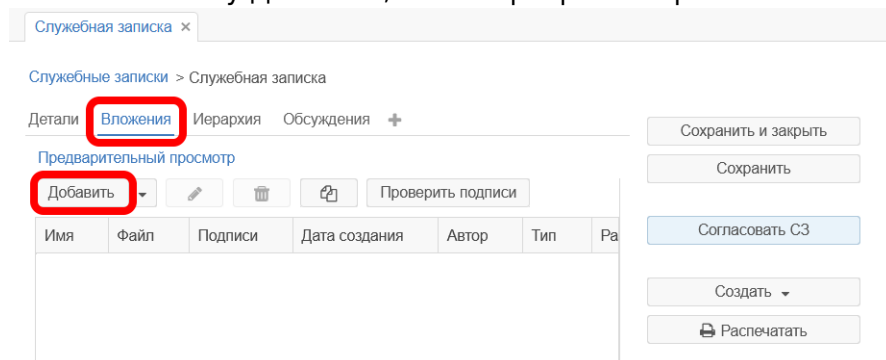 Служебная записка ×
Служебные записки > Служебная записка
Детали Вложения Иерархия Обсуждения +
Предварительный просмотр
Добавить Проверить подписи
Имя Файл Подписи Дата создания Автор Тип Ра
Сохранить и закрыть
Сохранить
Согласовать СЗ
Создать
Распечатать